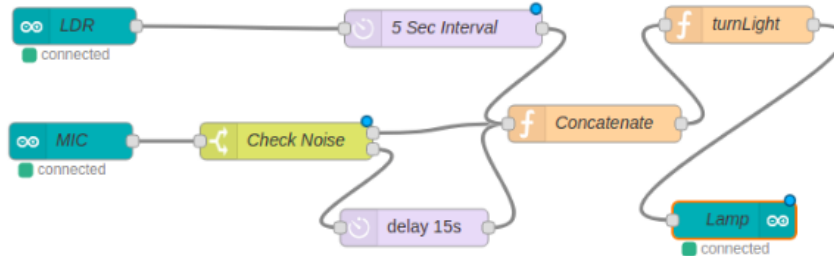 LDR
5 Sec Interval
turnLight
connected
MIC
Check Noise
Concatenate
connected
delay 15s
Lamp
connected